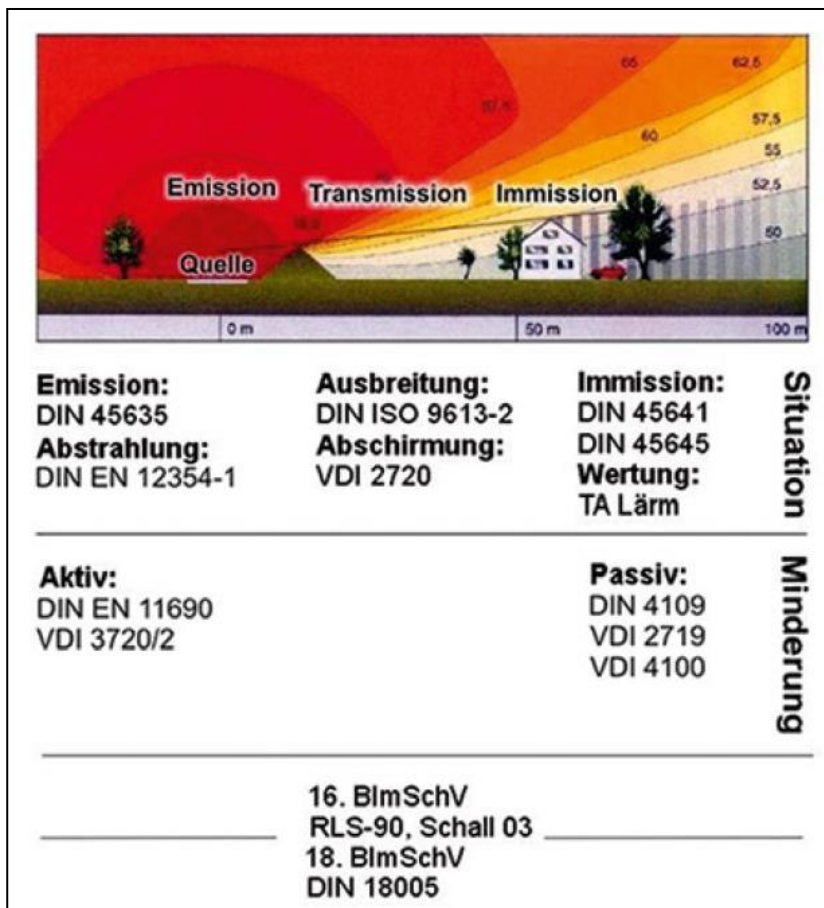 65
62,5
67,5
57,5
60
55
52,5
50
Emission Transmission Immission
Quelle
0 m 50 m 100 m
Emission: Ausbreitung: Immission:
DIN 45635 DIN ISO 9613-2 DIN 45641
Abstrahlung: Abschirmung: DIN 45645
DIN EN 12354-1 VDI 2720 Wertung:
TA Lärm
Situation
Aktiv: Passiv:
DIN EN 11690 DIN 4109
VDI 3720/2 VDI 2719
VDI 4100
Minderung
16. BImSchV
RLS-90, Schall 03
18. BImSchV
DIN 18005